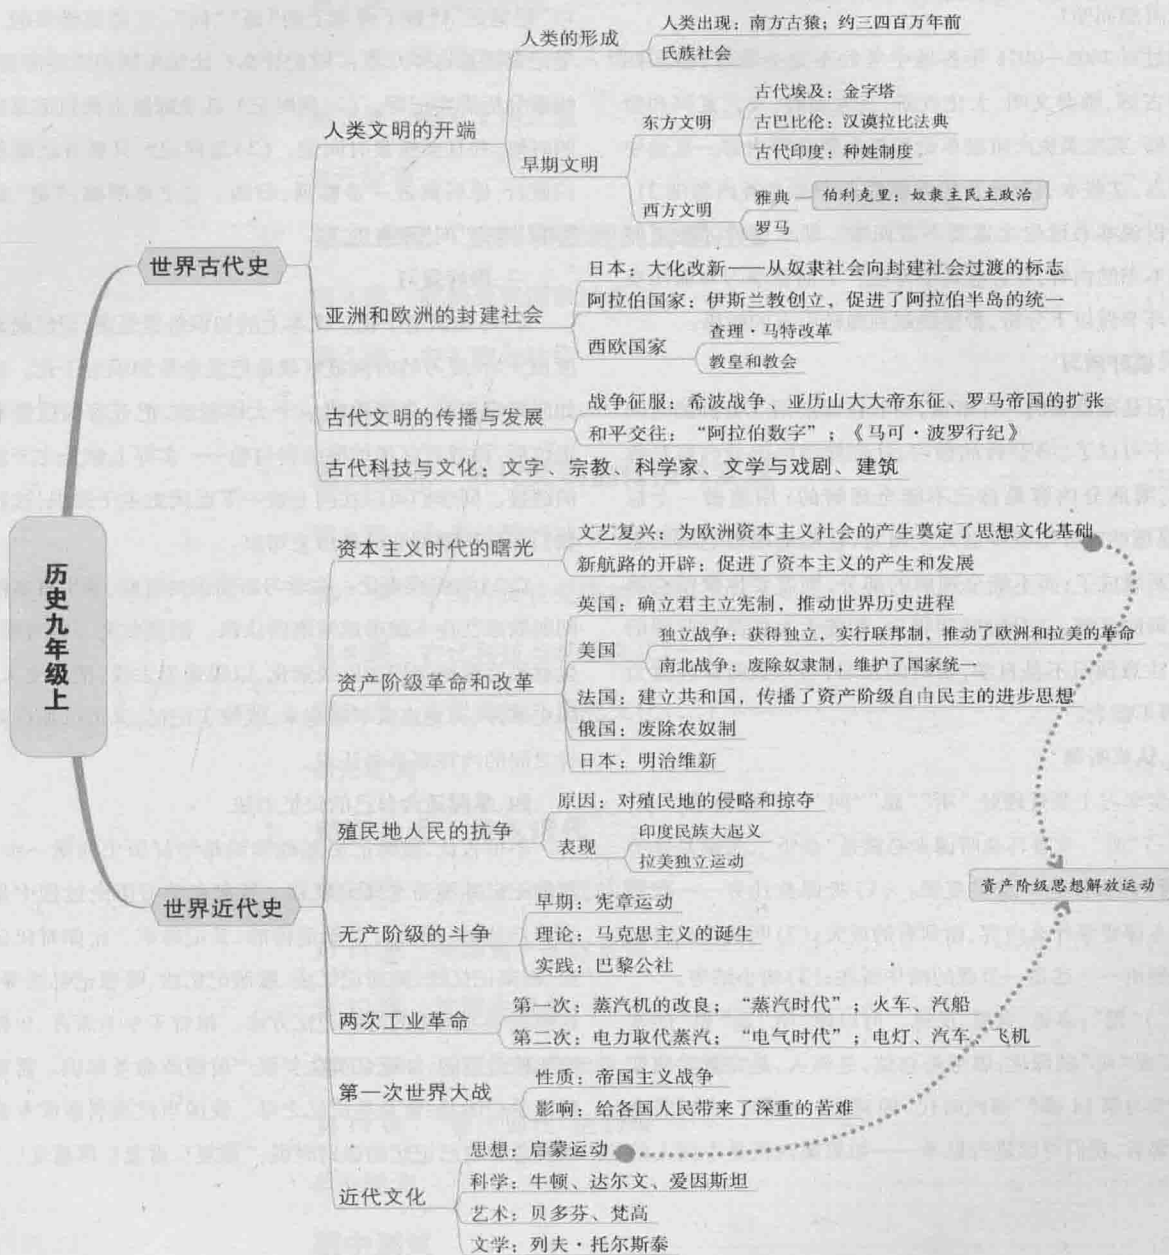 历史九年级上
世界古代史
人类文明的开端
人类的形成
人类出现：南方古猿；约三四百万年前
氏族社会
早期文明
东方文明
古代埃及：金字塔
古巴比伦：汉谟拉比法典
古代印度：种姓制度
西方文明
雅典
伯利克里：奴隶主民主政治
罗马
亚洲和欧洲的封建社会
日本：大化改新——从奴隶社会向封建社会过渡的标志
阿拉伯国家：伊斯兰教创立，促进了阿拉伯半岛的统一
西欧国家
查理·马特改革
教皇和教会
古代文明的传播与发展
战争征服：希波战争、亚历山大大帝东征、罗马帝国的扩张
和平交往：“阿拉伯数字”；《马可·波罗行纪》
古代科技与文化：文字、宗教、科学家、文学与戏剧、建筑
世界近代史
资本主义时代的曙光
文艺复兴：为欧洲资本主义社会的产生奠定了思想文化基础
新航路的开辟：促进了资本主义的产生和发展
资产阶级革命和改革
英国：确立君主立宪制，推动世界历史进程
美国
独立战争：获得独立，实行联邦制，推动了欧洲和拉美的革命
南北战争：废除奴隶制，维护了国家统一
法国：建立共和国，传播了资产阶级自由民主的进步思想
俄国：废除农奴制
日本：明治维新
殖民地人民的抗争
原因：对殖民地的侵略和掠夺
表现
印度民族大起义
拉美独立运动
无产阶级的斗争
早期：宪章运动
理论：马克思主义的诞生
实践：巴黎公社
两次工业革命
第一次：蒸汽机的改良；“蒸汽时代”；火车、汽船
第二次：电力取代蒸汽；“电气时代”；电灯、汽车、飞机
第一次世界大战
性质：帝国主义战争
影响：给各国人民带来了深重的苦难
近代文化
思想：启蒙运动
科学：牛顿、达尔文、爱因斯坦
艺术：贝多芬、梵高
文学：列夫·托尔斯泰
资产阶级思想解放运动